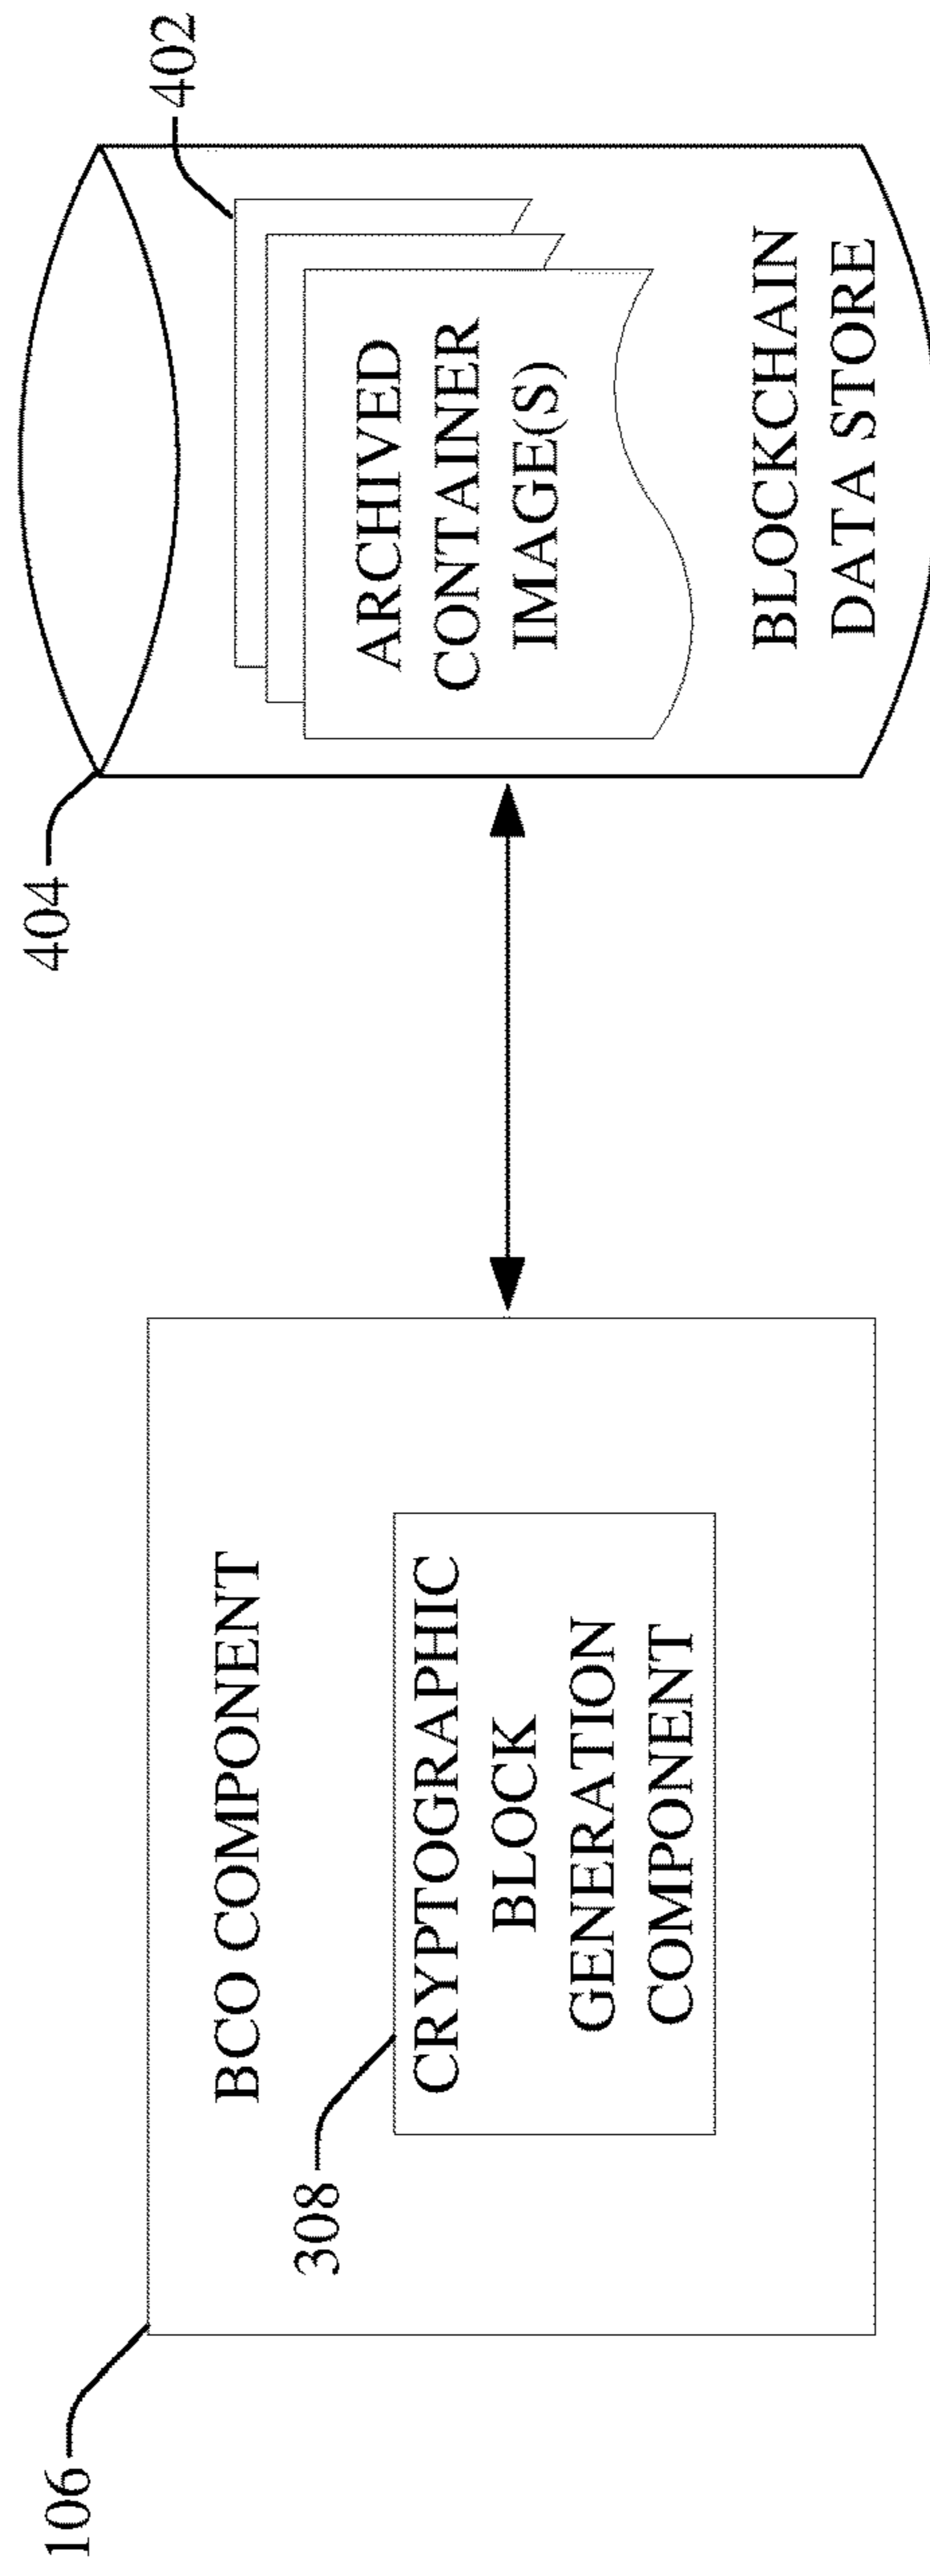 106
BCO COMPONENT
308
CRYPTOGRAPHIC
BLOCK
GENERATION
COMPONENT
404
402
ARCHIVED
CONTAINER
IMAGE(S)
BLOCKCHAIN
DATA STORE